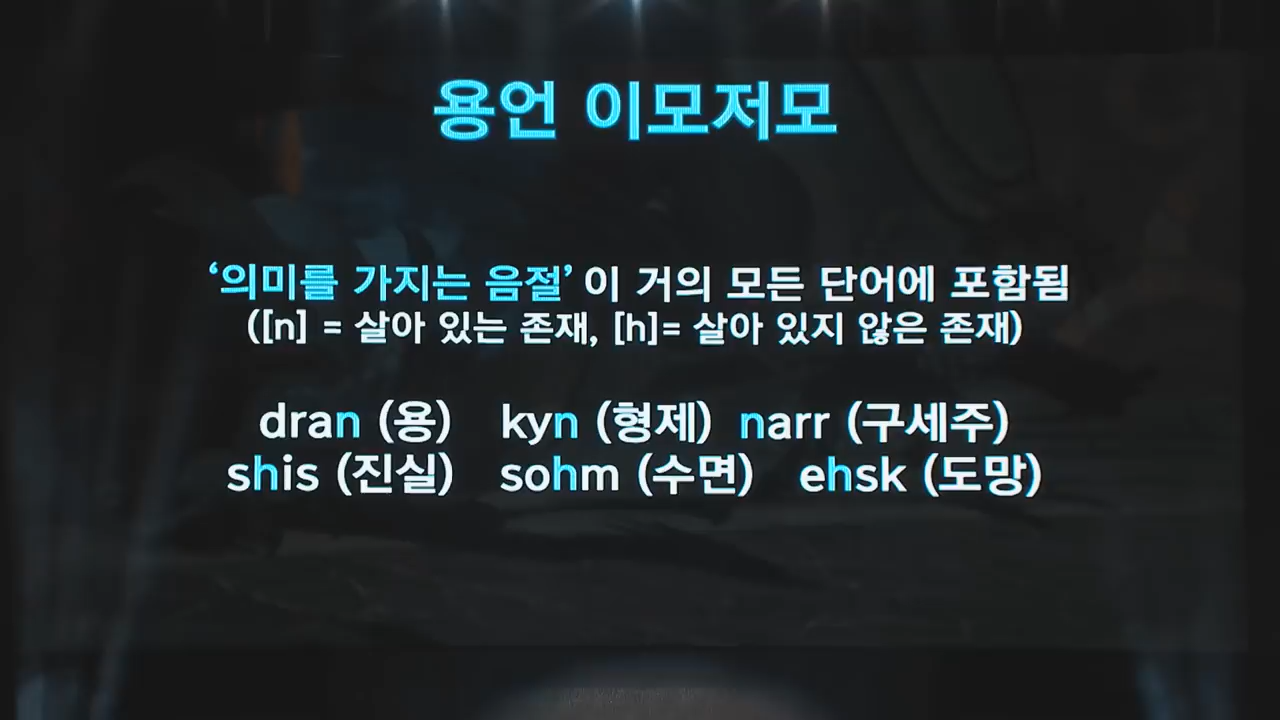 용언 이모저모
‘의미를 가지는 음절’ 이 거의 모든 단어에 포함됨
([n] = 살아 있는 존재, [h]= 살아 있지 않은 존재)
dran (용) kyn (형제) narr (구세주)
shis (진실) sohm (수면) ehsk (도망)